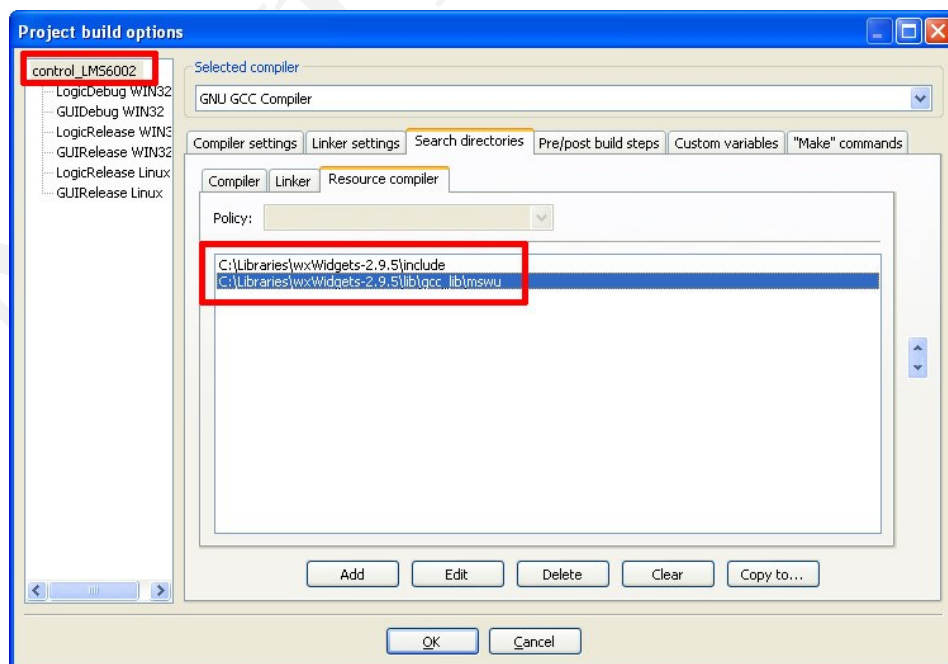 Project build options
control_LMS6002
LogicDebug WIN32
GUIDebug WIN32
LogicRelease WIN3
GUIRelease WIN32
LogicRelease Linux
GUIRelease Linux
Selected compiler
GNU GCC Compiler
Compiler settings Linker settings Search directories Pre/post build steps Custom variables "Make" commands
Compiler Linker Resource compiler
Policy:
C:\Libraries\wxWidgets-2.9.5\include
C:\Libraries\wxWidgets-2.9.5\lib\gcc_lib\mswu
Add Edit Delete Clear Copy to...
OK Cancel